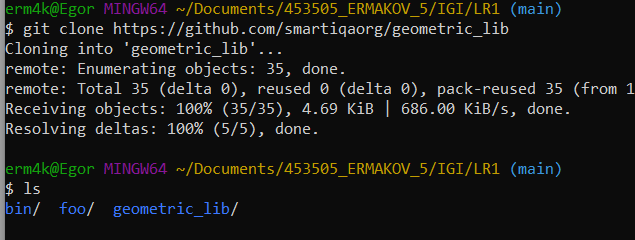 erm4k@Egor MINGW64 ~/Documents/453505_ERMAKOV_5/IGI/LR1 (main)
$ git clone https://github.com/smartiqaorg/geometric_lib
Cloning into 'geometric_lib'...
remote: Enumerating objects: 35, done.
remote: Total 35 (delta 0), reused 0 (delta 0), pack-reused 35 (from 1
Receiving objects: 100% (35/35), 4.69 KiB | 686.00 KiB/s, done.
Resolving deltas: 100% (5/5), done.
erm4k@Egor MINGW64 ~/Documents/453505_ERMAKOV_5/IGI/LR1 (main)
$ ls
bin/  foo/  geometric_lib/